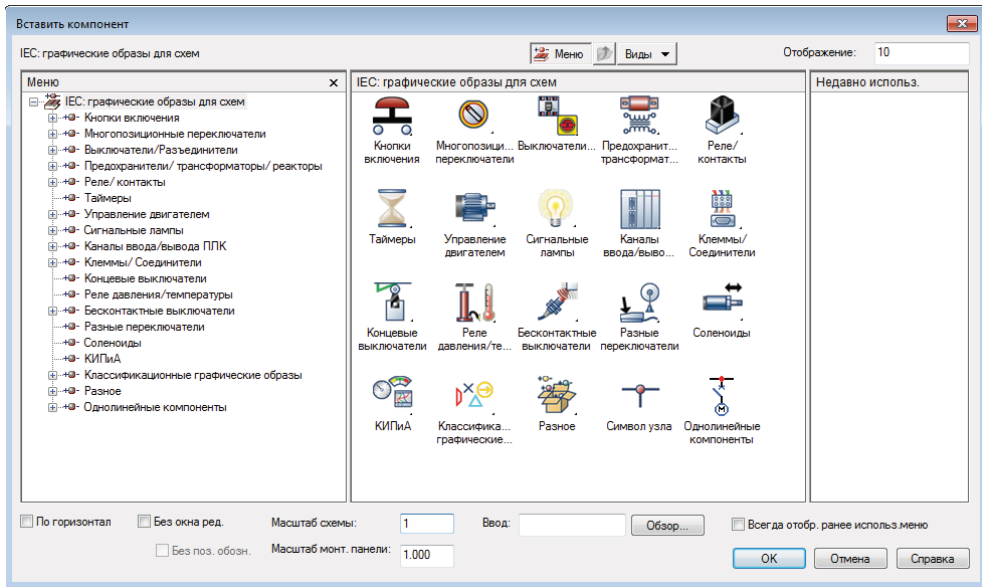 Вставить компонент
IEC: графические образы для схем
Меню
Виды
Отображение:
10
Меню
x
IEC: графические образы для схем
Кнопки включения
Многопозиционные переключатели
Выключатели/Разъединители
Предохранители/ трансформаторы/ реакторы
Реле/ контакты
Таймеры
Управление двигателем
Сигнальные лампы
Каналы ввода/вывода ПЛК
Клеммы/ Соединители
Концевые выключатели
Реле давления/температуры
Бесконтактные выключатели
Разные переключатели
Соленоиды
КИПиА
Классификационные графические образы
Разное
Однолинейные компоненты
IEC: графические образы для схем
Кнопки
включения
Многопозици...
переключатели
Выключатели...
Предохранит...
трансформат...
Реле/
контакты
Таймеры
Управление
двигателем
Сигнальные
лампы
Каналы
ввода/выво...
Клеммы/
Соединители
Концевые
выключатели
Реле
давления/те...
Бесконтактные
выключатели
Разные
переключатели
Соленоиды
КИПиА
Классифика...
графические...
Разное
Символ узла
Однолинейные
компоненты
Недавно использ.
По горизонтал
Без окна ред.
Масштаб схемы:
1
Ввод:
Обзор...
Всегда отобр. ранее использ.меню
Без поз. обозн.
Масштаб монт. панели:
1.000
OK
Отмена
Справка